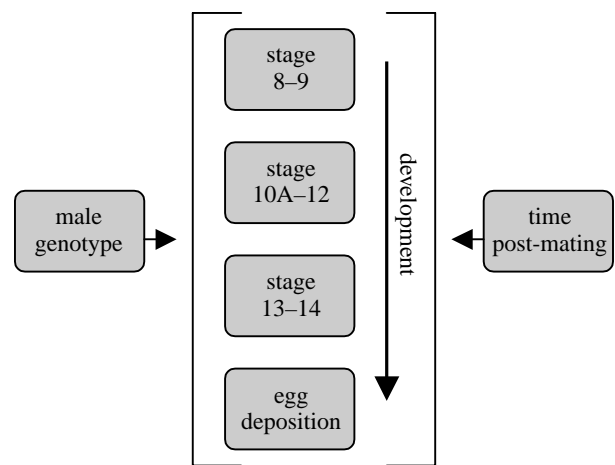 stage
8–9
stage
10A–12
male
genotype
development
time
post-mating
stage
13–14
egg
deposition